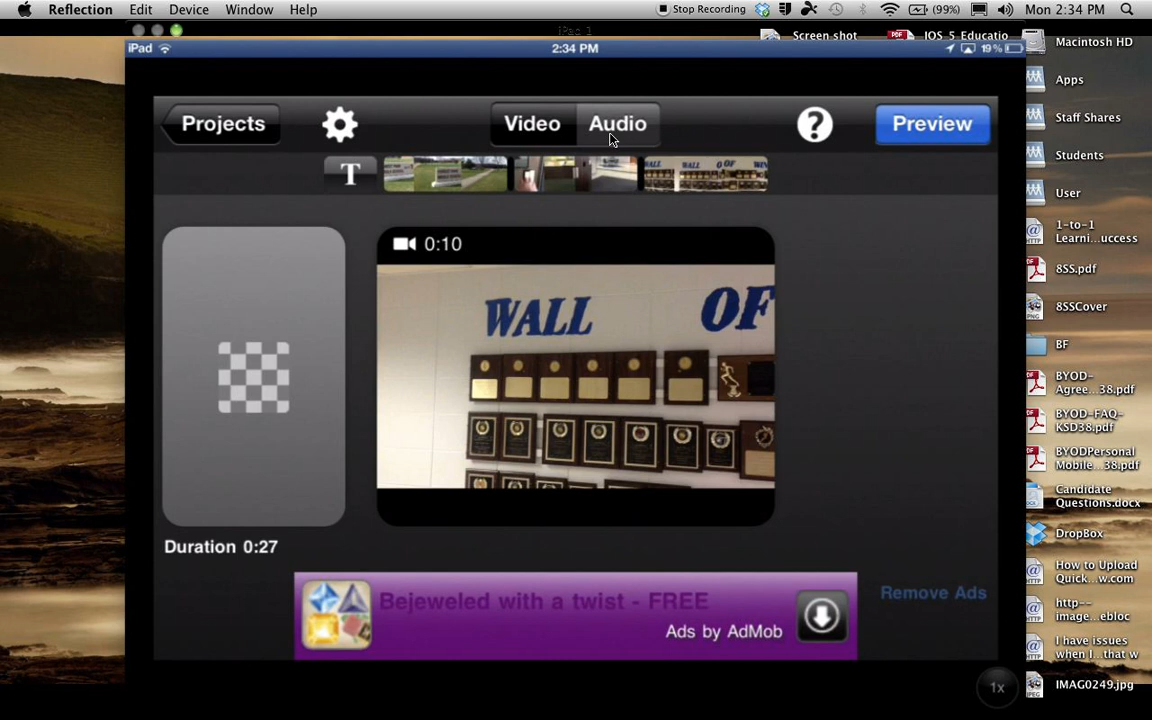 Reflection Edit Device Window Help Stop Recording (99%) Mon 2:34 PM
iPad 1
Screen shot
IOS_5_Educatio
iPad 2:34 PM 19%
Projects Video Audio ? Preview
T
0:10
WALL OF
Duration 0:27
Bejeweled with a twist - FREE
Ads by AdMob
Remove Ads
1x
Macintosh HD
Apps
Staff Shares
Students
User
1-to-1
Learni...uccess
8SS.pdf
8SSCover
BF
BYOD-
Agree...38.pdf
BYOD-FAQ-
KSD38.pdf
BYODPersonal
Mobile...38.pdf
Candidate
Questions.docx
DropBox
How to Upload
Quick...w.com
http--
image...ebloc
I have issues
when I...that w
IMAG0249.jpg